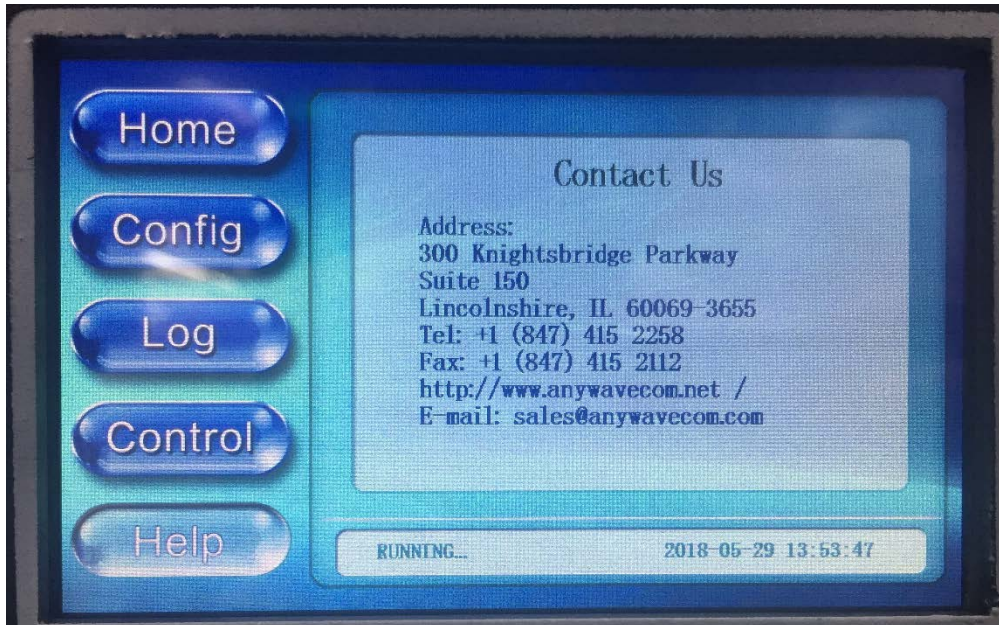 Home
Config
Log
Control
Help
Contact Us
Address:
300 Knightsbridge Parkway
Suite 150
Lincolnshire, IL 60069-3655
Tel: +1 (847) 415 2258
Fax: +1 (847) 415 2112
http://www.anywavecom.net /
E-mail: sales@anywavecom.com
RUNNING...
2018-05-29 13:53:47